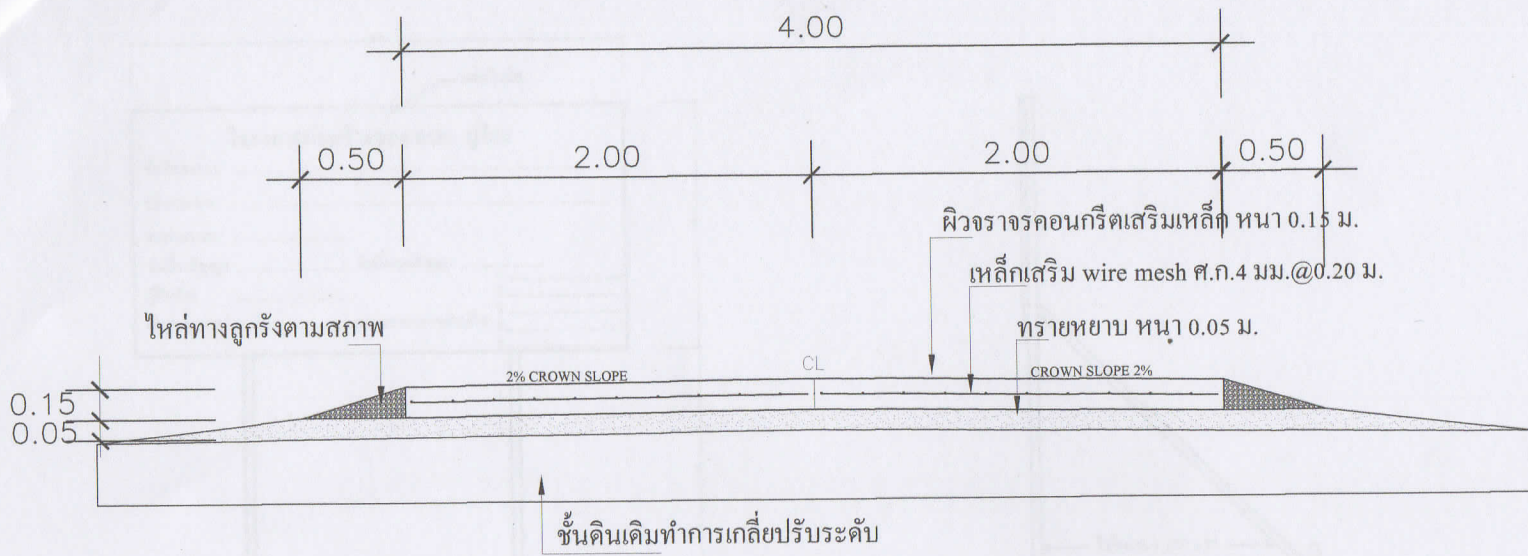 4.00
0.50 2.00 2.00 0.50
ผิวจราจรคอนกรีตเสริมเหล็ก หนา 0.15 ม.
เหล็กเสริม wire mesh ศ.ก.4 มม.@0.20 ม.
ไหล่ทางลูกรังตามสภาพ
ทรายหยาบ หนา 0.05 ม.
2% CROWN SLOPE
CL
CROWN SLOPE 2%
0.15
0.05
ชั้นดินเดิมทำการเกลี่ยปรับระดับ